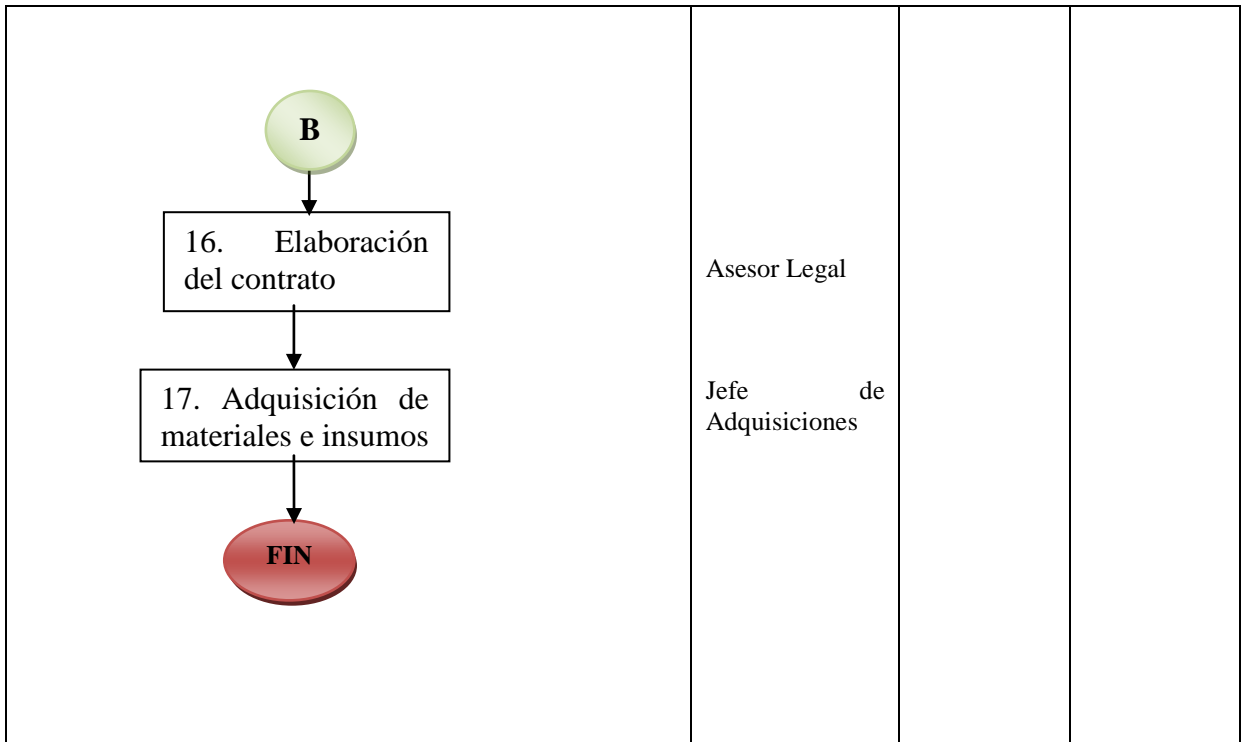 B
16. Elaboración
del contrato
Asesor Legal
17. Adquisición de
materiales e insumos
Jefe de
Adquisiciones
FIN